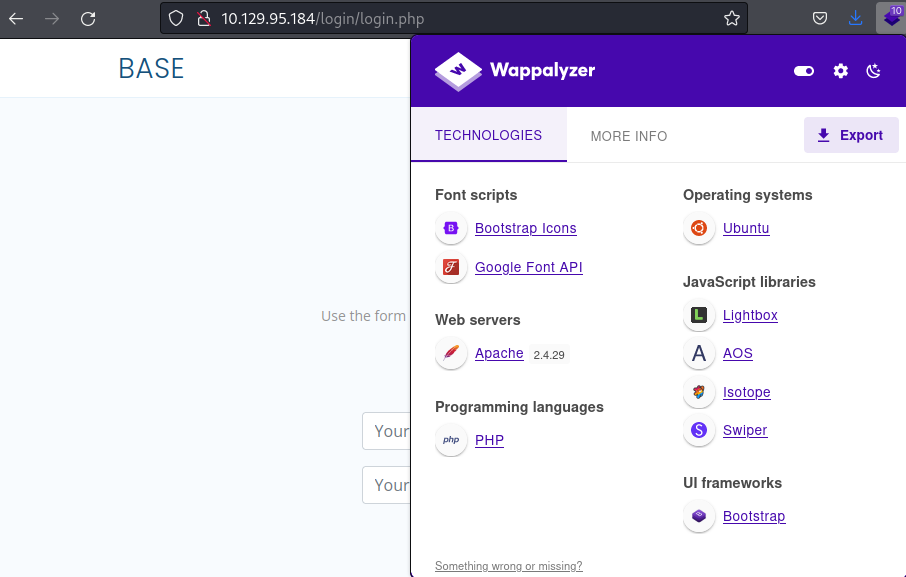 10.129.95.184/login/login.php
10
BASE
Wappalyzer
TECHNOLOGIES
MORE INFO
Export
Font scripts
Bootstrap Icons
Google Font API
Web servers
Apache 2.4.29
Programming languages
php PHP
Operating systems
Ubuntu
JavaScript libraries
L Lightbox
A AOS
Isotope
S Swiper
UI frameworks
Bootstrap
Something wrong or missing?
Use the form
Your
Your